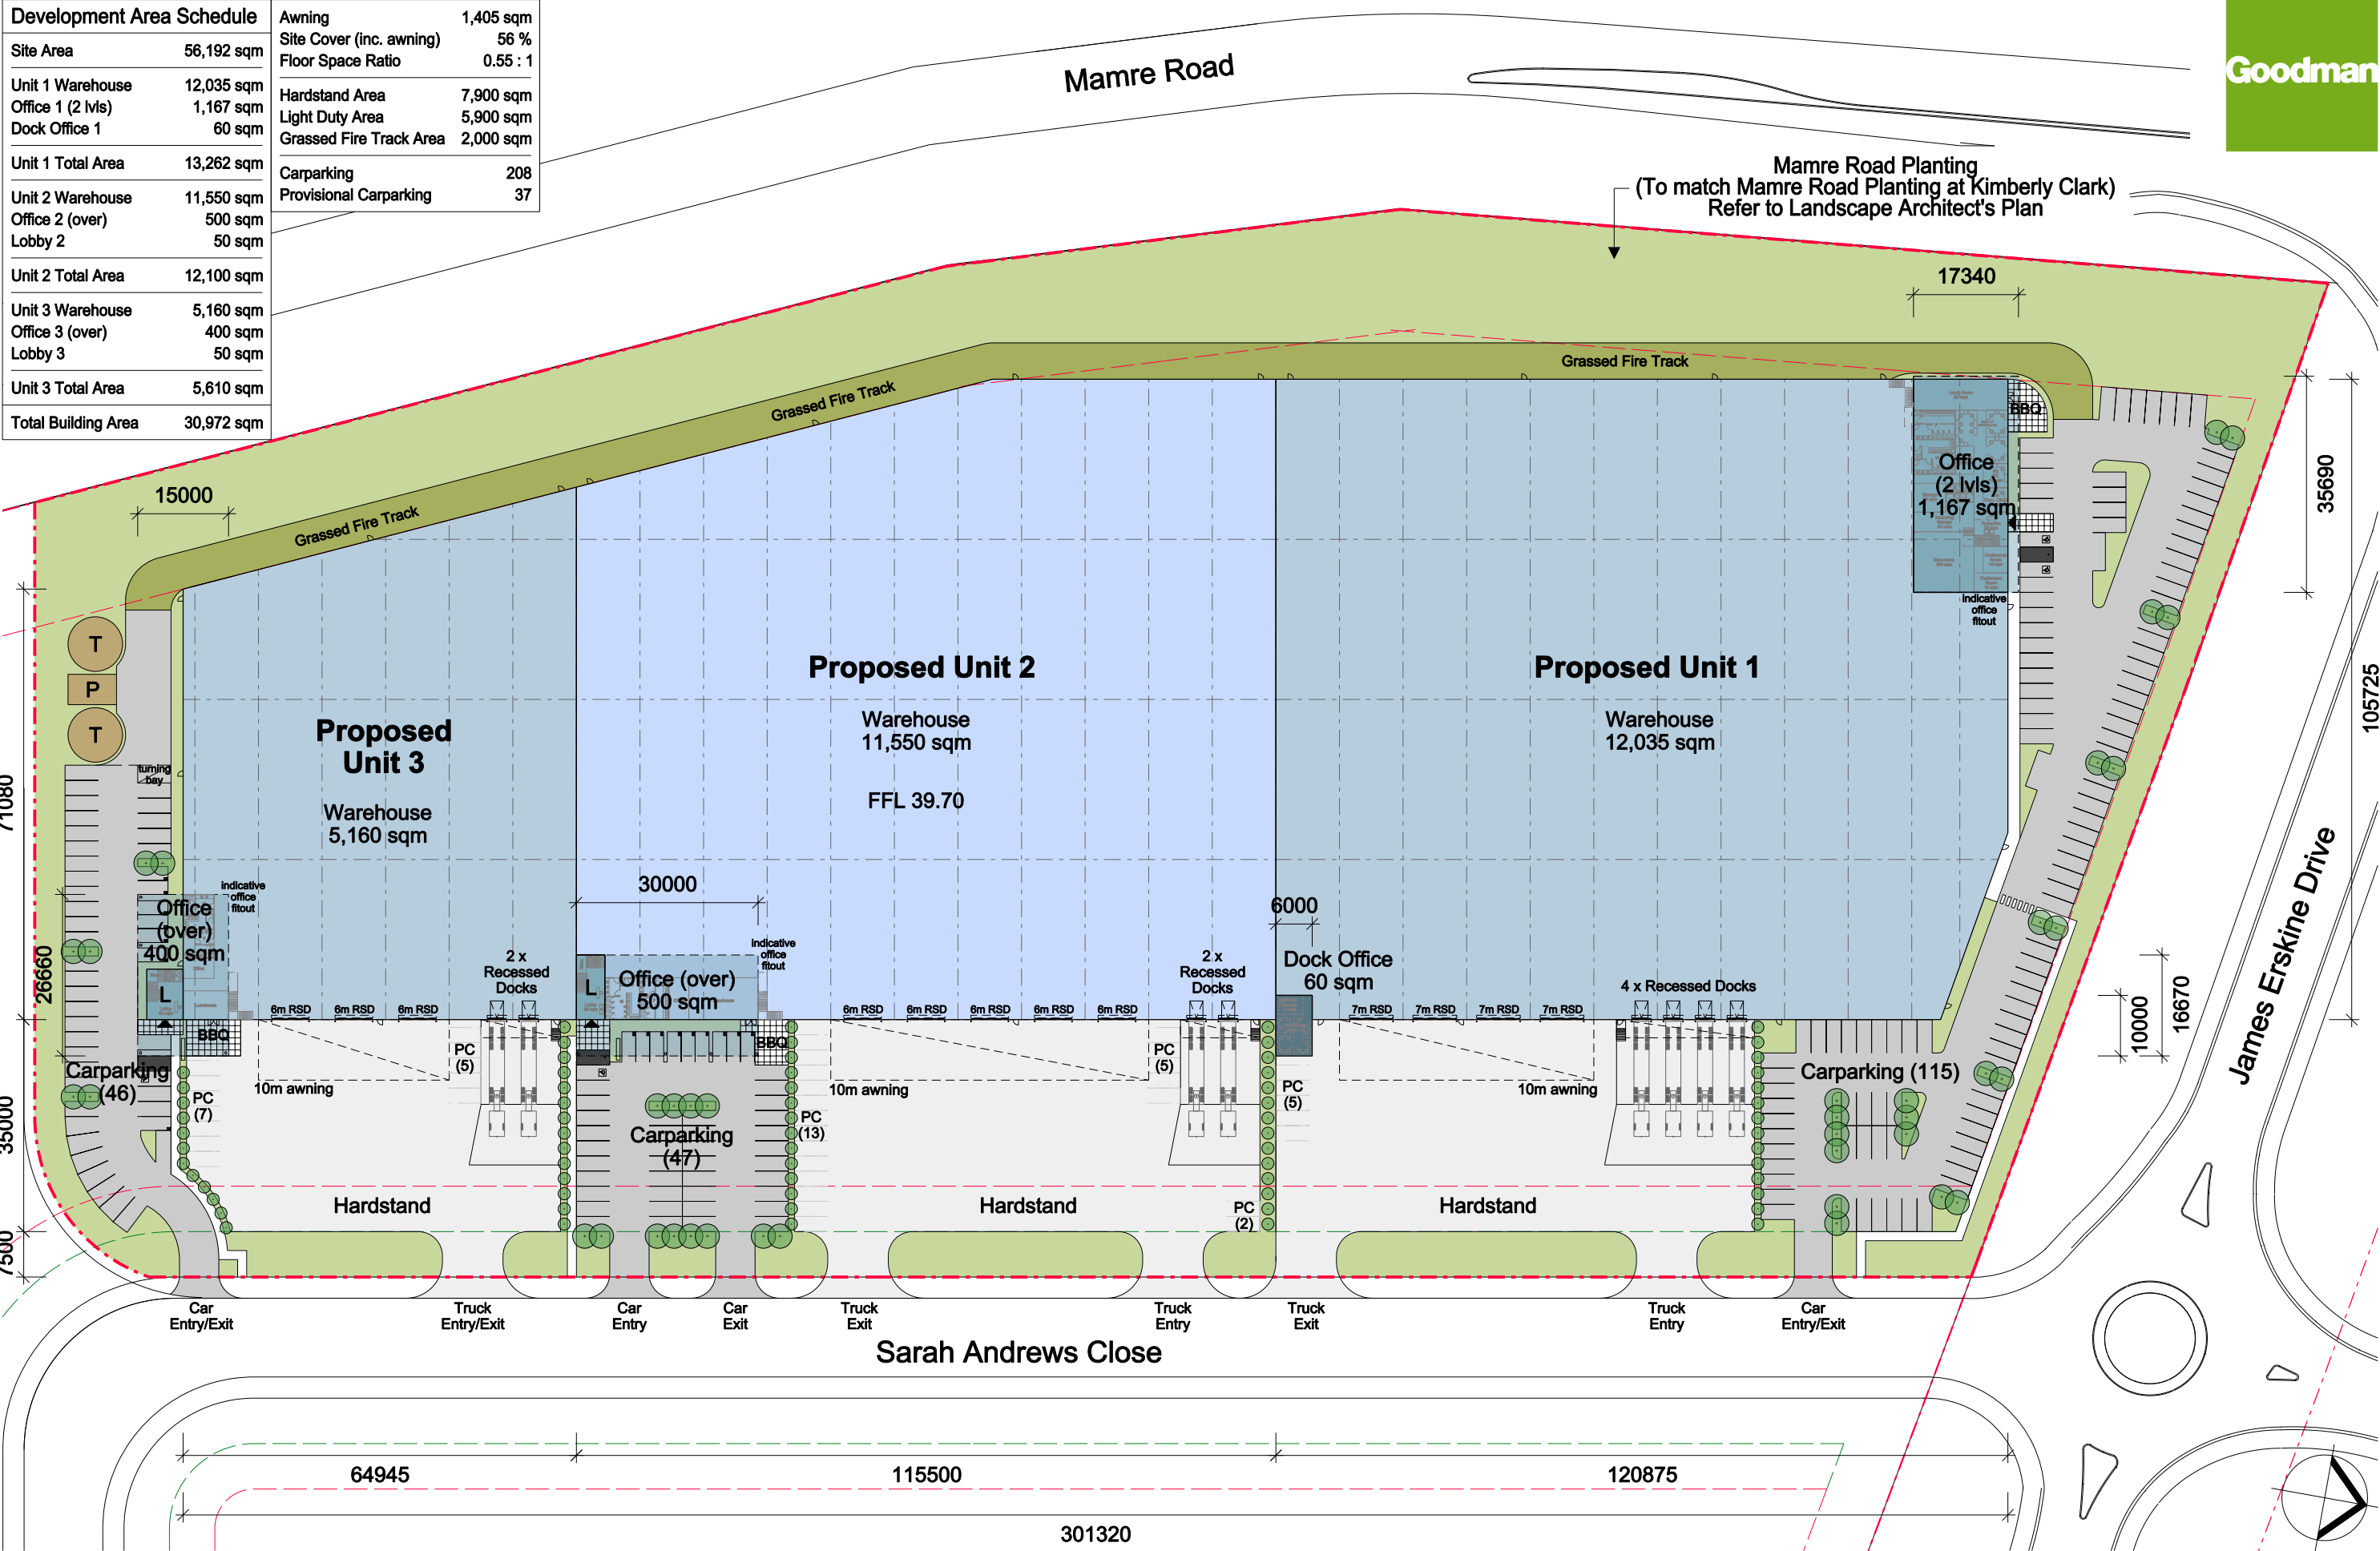 Development Area Schedule
Site Area 56,192 sqm
Unit 1 Warehouse 12,035 sqm
Office 1 (2 lvls) 1,167 sqm
Dock Office 1 60 sqm
Unit 1 Total Area 13,262 sqm
Unit 2 Warehouse 11,550 sqm
Office 2 (over) 500 sqm
Lobby 2 50 sqm
Unit 2 Total Area 12,100 sqm
Unit 3 Warehouse 5,160 sqm
Office 3 (over) 400 sqm
Lobby 3 50 sqm
Unit 3 Total Area 5,610 sqm
Total Building Area 30,972 sqm
Awning 1,405 sqm
Site Cover (inc. awning) 56 %
Floor Space Ratio 0.55 : 1
Hardstand Area 7,900 sqm
Light Duty Area 5,900 sqm
Grassed Fire Track Area 2,000 sqm
Carparking 208
Provisional Carparking 37
Mamre Road
Goodman
Mamre Road Planting
(To match Mamre Road Planting at Kimberly Clark)
Refer to Landscape Architect's Plan
17340
Grassed Fire Track
Grassed Fire Track
Grassed Fire Track
15000
BBQ
Office
(2 lvls)
1,167 sqm
indicative
office
fitout
35690
105725
T
P
T
turning
bay
71080
Proposed
Unit 3
Warehouse
5,160 sqm
Proposed Unit 2
Warehouse
11,550 sqm
FFL 39.70
Proposed Unit 1
Warehouse
12,035 sqm
James Erskine Drive
30000
6000
indicative
office
fitout
Office
(over)
400 sqm
L
26660
2 x
Recessed
Docks
indicative
office
fitout
L
Office (over)
500 sqm
2 x
Recessed
Docks
Dock Office
60 sqm
4 x Recessed Docks
10000
16670
6m RSD
6m RSD
6m RSD
6m RSD
6m RSD
6m RSD
6m RSD
6m RSD
7m RSD
7m RSD
7m RSD
7m RSD
BBQ
BBQ
Carparking
(46)
PC
(7)
10m awning
PC
(5)
Carparking
(47)
PC
(13)
10m awning
PC
(5)
PC
(5)
10m awning
Carparking (115)
35000
Hardstand
Hardstand
PC
(2)
Hardstand
7500
Car
Entry/Exit
Truck
Entry/Exit
Car
Entry
Car
Exit
Truck
Exit
Truck
Entry
Truck
Exit
Truck
Entry
Car
Entry/Exit
Sarah Andrews Close
64945
115500
120875
301320